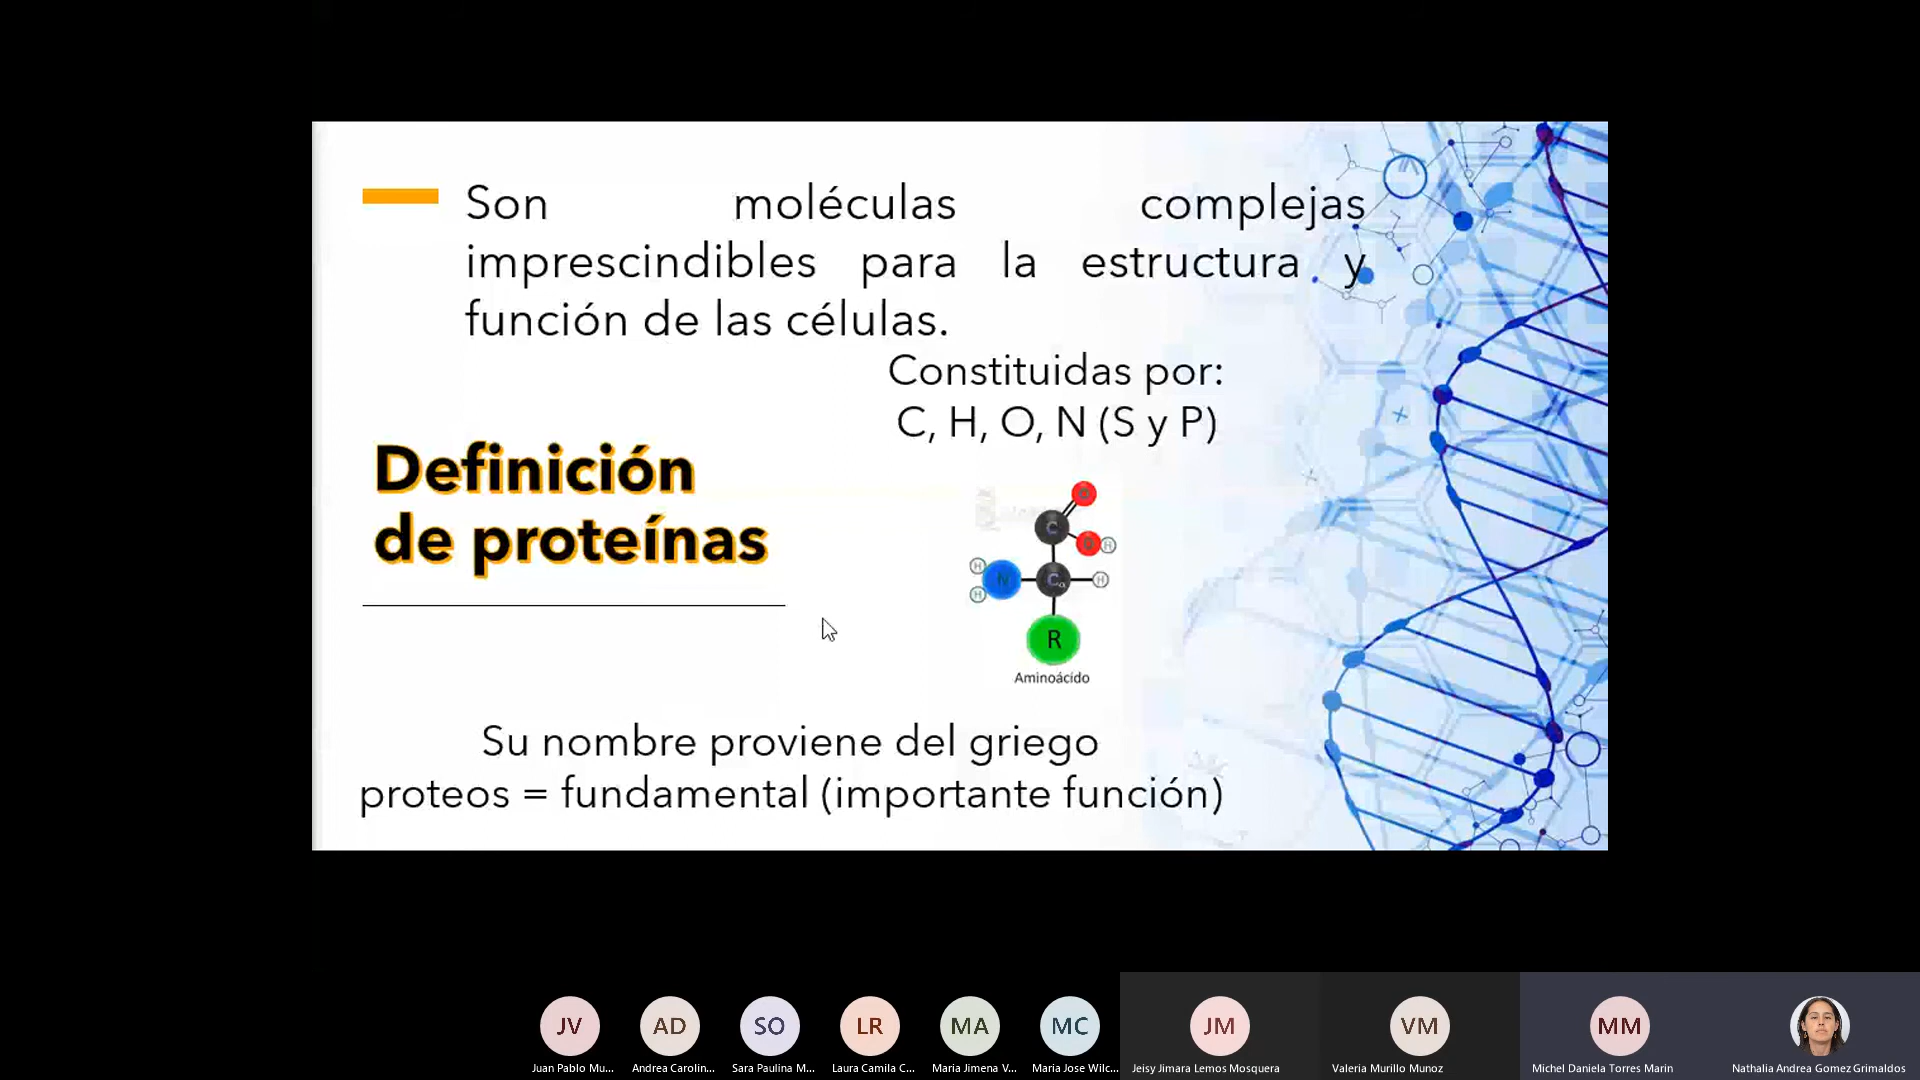 Son moléculas complejas
imprescindibles para la estructura y
función de las células.
Constituidas por:
C, H, O, N (S y P)
Definición
de proteínas
O
C
O H
H
N
H
Cα
H
R
Aminoácido
Su nombre proviene del griego
proteos = fundamental (importante función)
JV
AD
SO
LR
MA
MC
JM
VM
MM
Juan Pablo Mu...
Andrea Carolin...
Sara Paulina M...
Laura Camila C...
Maria Jimena V...
Maria Jose Wilc...
Jeisy Jimara Lemos Mosquera
Valeria Murillo Munoz
Michel Daniela Torres Marin
Nathalia Andrea Gomez Grimaldos